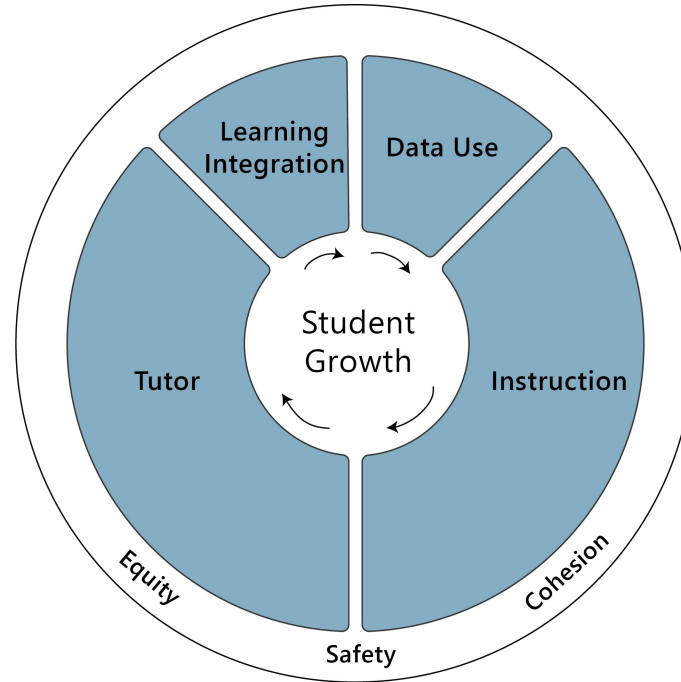 Learning
Integration
Data Use
Student
Growth
Tutor
Instruction
Equity
Safety
Cohesion